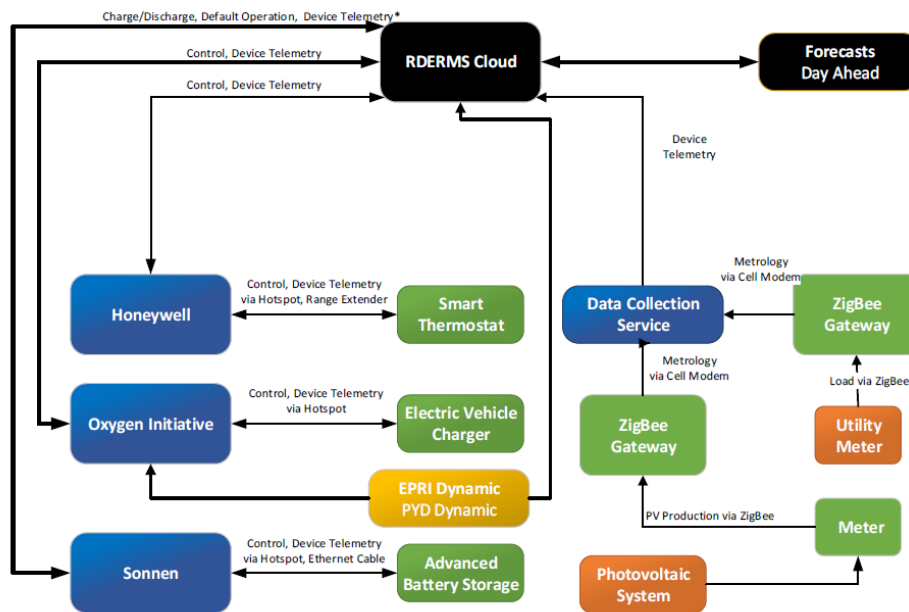 Charge/Discharge, Default Operation, Device Telemetry*
Control, Device Telemetry
Control, Device Telemetry
RDERMS Cloud
Forecasts
Day Ahead
Device
Telemetry
Honeywell
Control, Device Telemetry
via Hotspot, Range Extender
Smart
Thermostat
Data Collection
Service
Metrology
via Cell Modem
ZigBee
Gateway
Metrology
via Cell Modem
Load via ZigBee
Oxygen Initiative
Control, Device Telemetry
via Hotspot
Electric Vehicle
Charger
ZigBee
Gateway
Utility
Meter
EPRI Dynamic
PYD Dynamic
PV Production via ZigBee
Meter
Sonnen
Control, Device Telemetry
via Hotspot, Ethernet Cable
Advanced
Battery Storage
Photovoltaic
System